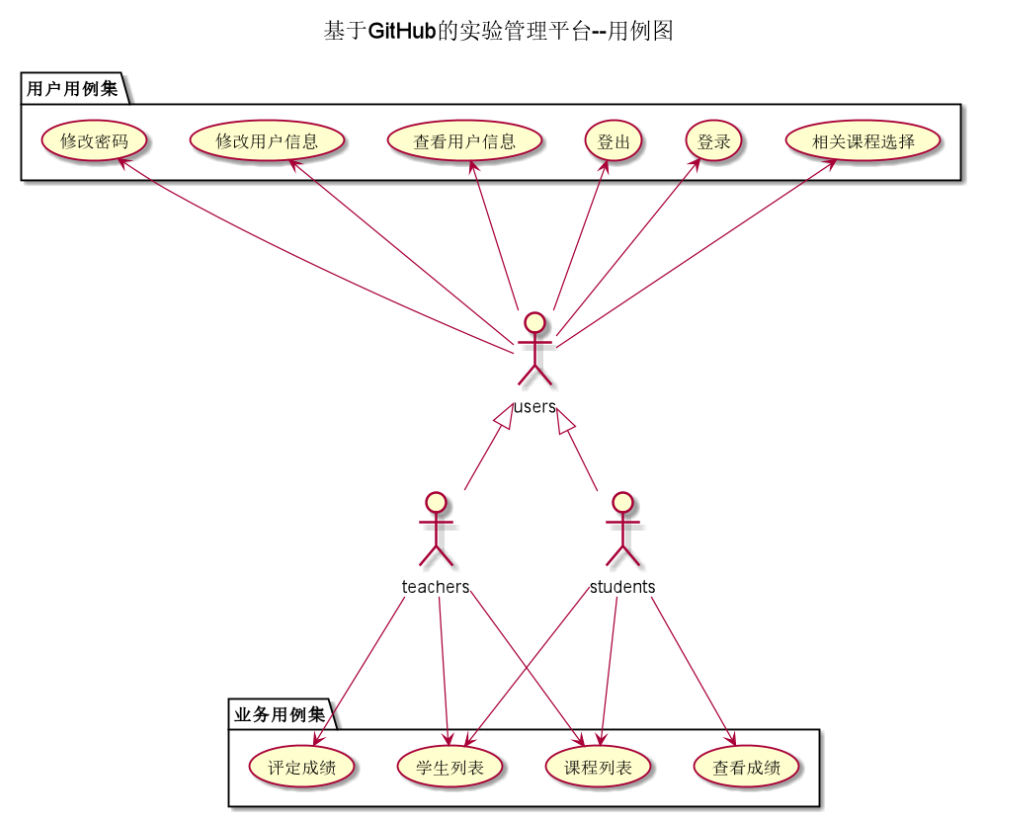 基于GitHub的实验管理平台--用例图
用户用例集
修改密码
修改用户信息
查看用户信息
登出
登录
相关课程选择
users
teachers
students
业务用例集
评定成绩
学生列表
课程列表
查看成绩